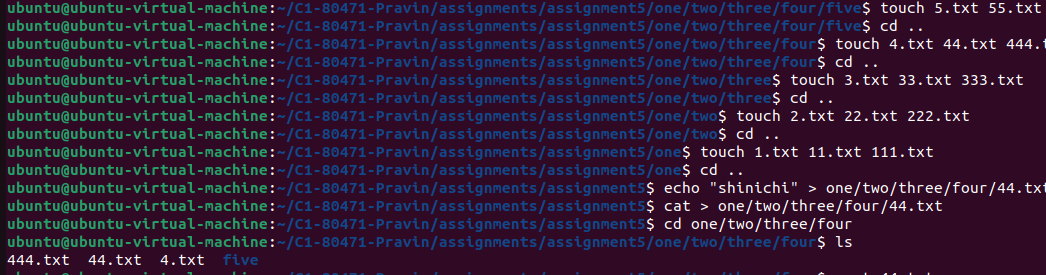 ubuntu@ubuntu-virtual-machine:~/C1-80471-Pravin/assignments/assignment5/one/two/three/four/five$ touch 5.txt 55.txt
ubuntu@ubuntu-virtual-machine:~/C1-80471-Pravin/assignments/assignment5/one/two/three/four/five$ cd ..
ubuntu@ubuntu-virtual-machine:~/C1-80471-Pravin/assignments/assignment5/one/two/three/four$ touch 4.txt 44.txt 444.t
ubuntu@ubuntu-virtual-machine:~/C1-80471-Pravin/assignments/assignment5/one/two/three/four$ cd ..
ubuntu@ubuntu-virtual-machine:~/C1-80471-Pravin/assignments/assignment5/one/two/three$ touch 3.txt 33.txt 333.txt
ubuntu@ubuntu-virtual-machine:~/C1-80471-Pravin/assignments/assignment5/one/two/three$ cd ..
ubuntu@ubuntu-virtual-machine:~/C1-80471-Pravin/assignments/assignment5/one/two$ touch 2.txt 22.txt 222.txt
ubuntu@ubuntu-virtual-machine:~/C1-80471-Pravin/assignments/assignment5/one/two$ cd ..
ubuntu@ubuntu-virtual-machine:~/C1-80471-Pravin/assignments/assignment5/one$ touch 1.txt 11.txt 111.txt
ubuntu@ubuntu-virtual-machine:~/C1-80471-Pravin/assignments/assignment5/one$ cd ..
ubuntu@ubuntu-virtual-machine:~/C1-80471-Pravin/assignments/assignment5$ echo "shinichi" > one/two/three/four/44.txt
ubuntu@ubuntu-virtual-machine:~/C1-80471-Pravin/assignments/assignment5$ cat > one/two/three/four/44.txt
ubuntu@ubuntu-virtual-machine:~/C1-80471-Pravin/assignments/assignment5$ cd one/two/three/four
ubuntu@ubuntu-virtual-machine:~/C1-80471-Pravin/assignments/assignment5/one/two/three/four$ ls
444.txt  44.txt  4.txt  five